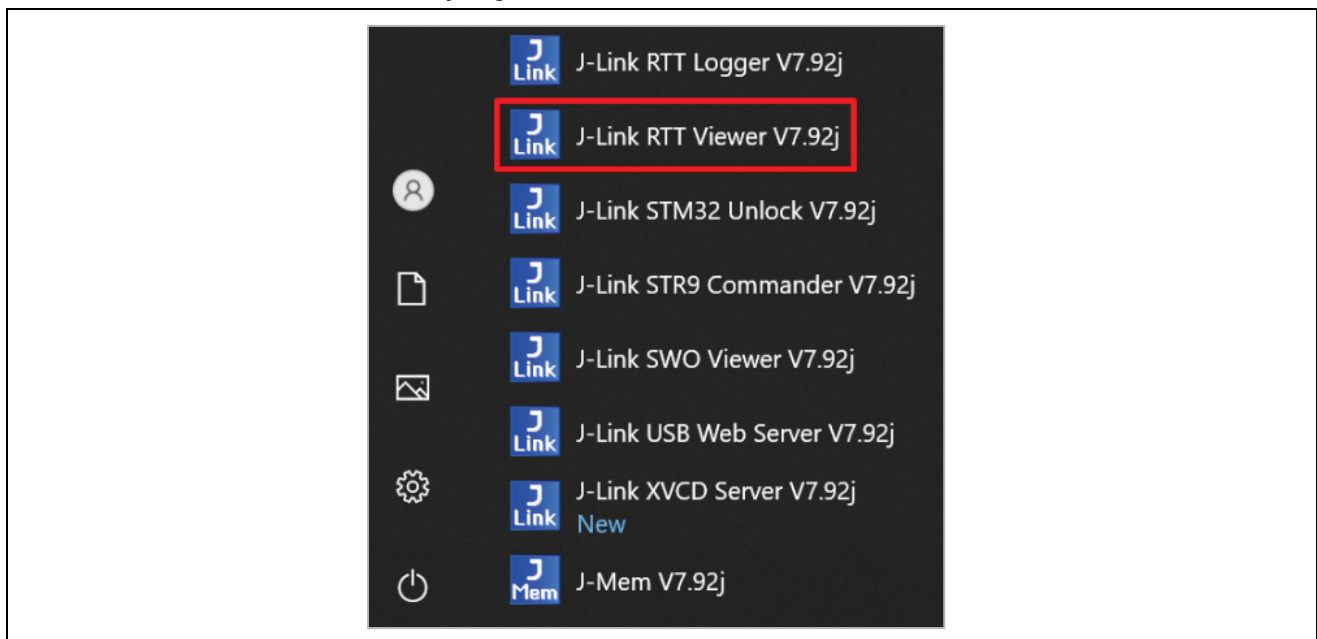 J
Link
J-Link RTT Logger V7.92j
J
Link
J-Link RTT Viewer V7.92j
J
Link
J-Link STM32 Unlock V7.92j
J
Link
J-Link STR9 Commander V7.92j
J
Link
J-Link SWO Viewer V7.92j
J
Link
J-Link USB Web Server V7.92j
J
Link
J-Link XVCD Server V7.92j
New
J
Mem
J-Mem V7.92j